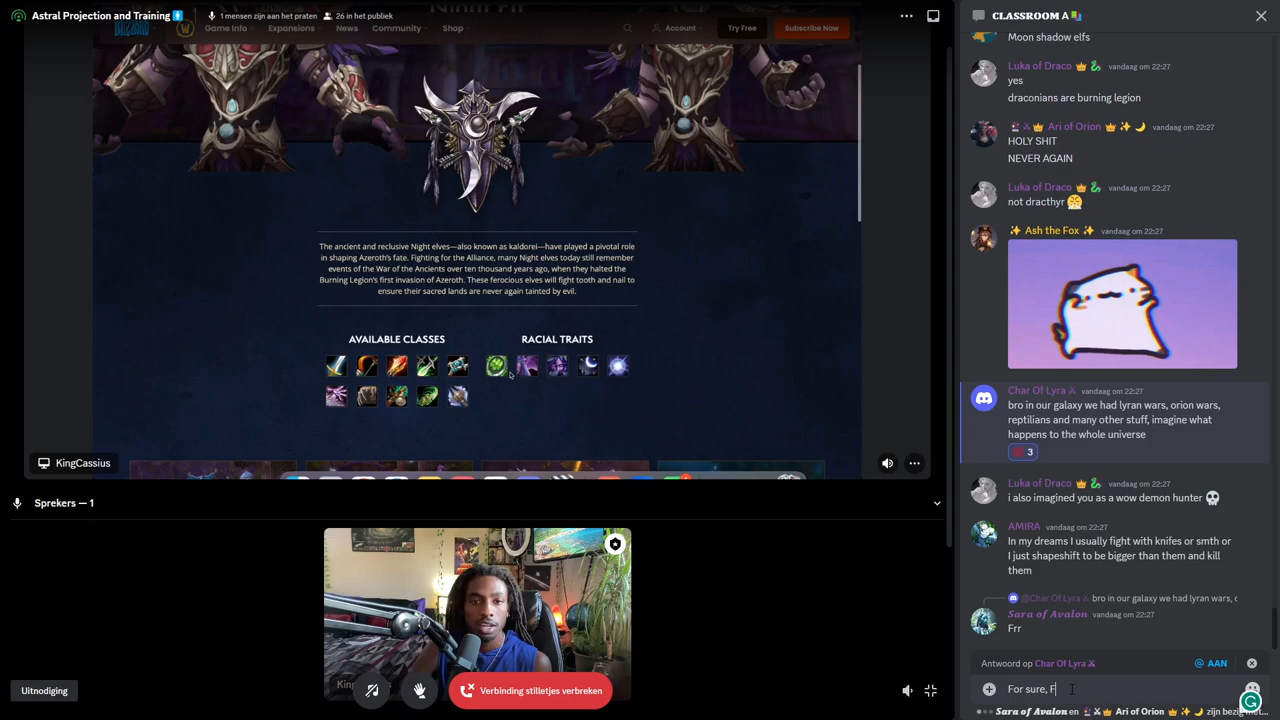 Astral Projection and Training
1 mensen zijn aan het praten
26 in het publiek
BLIZZARD
Game Info
Expansions
News
Community
Shop
Account
Try Free
Subscribe Now
The ancient and reclusive Night elves—also known as kaldorei—have played a pivotal role
in shaping Azeroth's fate. Fighting for the Alliance, many Night elves today still remember
events of the War of the Ancients over ten thousand years ago, when they halted the
Burning Legion's first invasion of Azeroth. These ferocious elves will fight tooth and nail to
ensure their sacred lands are never again tainted by evil.
AVAILABLE CLASSES
RACIAL TRAITS
KingCassius
Sprekers — 1
Uitnodiging
Verbinding stilletjes verbreken
CLASSROOM A
Moon shadow elfs
Luka of Draco 👑 🐉 vandaag om 22:27
yes
draconians are burning legion
Ari of Orion 👑 ✨ 🌙 vandaag om 22:27
HOLY SHIT
NEVER AGAIN
Luka of Draco 👑 🐉 vandaag om 22:27
not dracthyr 😤
✨ Ash the Fox ✨ vandaag om 22:27
Char Of Lyra ⚔ vandaag om 22:27
bro in our galaxy we had lyran wars, orion wars,
reptilians and many other stuff, imagine what
happens to the whole universe
3
Luka of Draco 👑 🐉 vandaag om 22:27
i also imagined you as a wow demon hunter 💀
AMIRA vandaag om 22:27
In my dreams I usually fight with knifes or smth or
I just shapeshift to be bigger than them and kill
them
@Char Of Lyra ⚔ bro in our galaxy we had lyran wars, c
Sara of Avalon vandaag om 22:27
Frr
Antwoord op Char Of Lyra ⚔
@ AAN
For sure, F
Sara of Avalon en Ari of Orion 👑 ✨ 🌙 zijn bezig met...